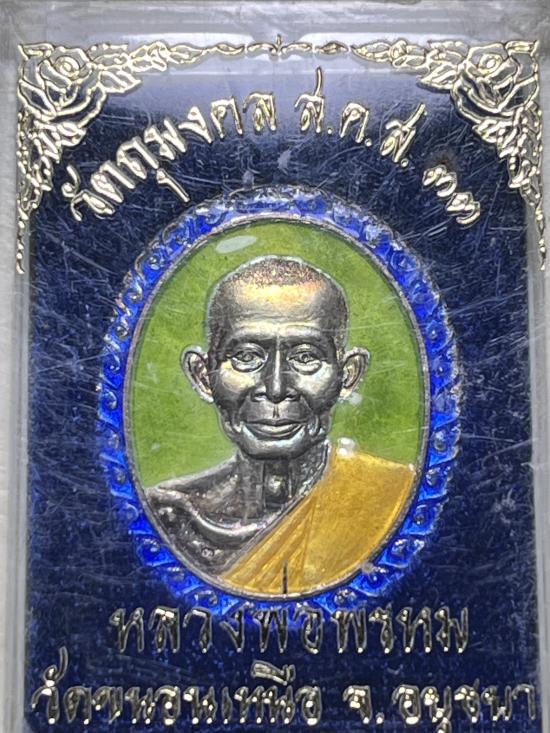 วัตถุมงคล ส.ค.ส. ๓๓
หลวงพ่อพรหม
วัดขนอนเหนือ จ.อยุธยา